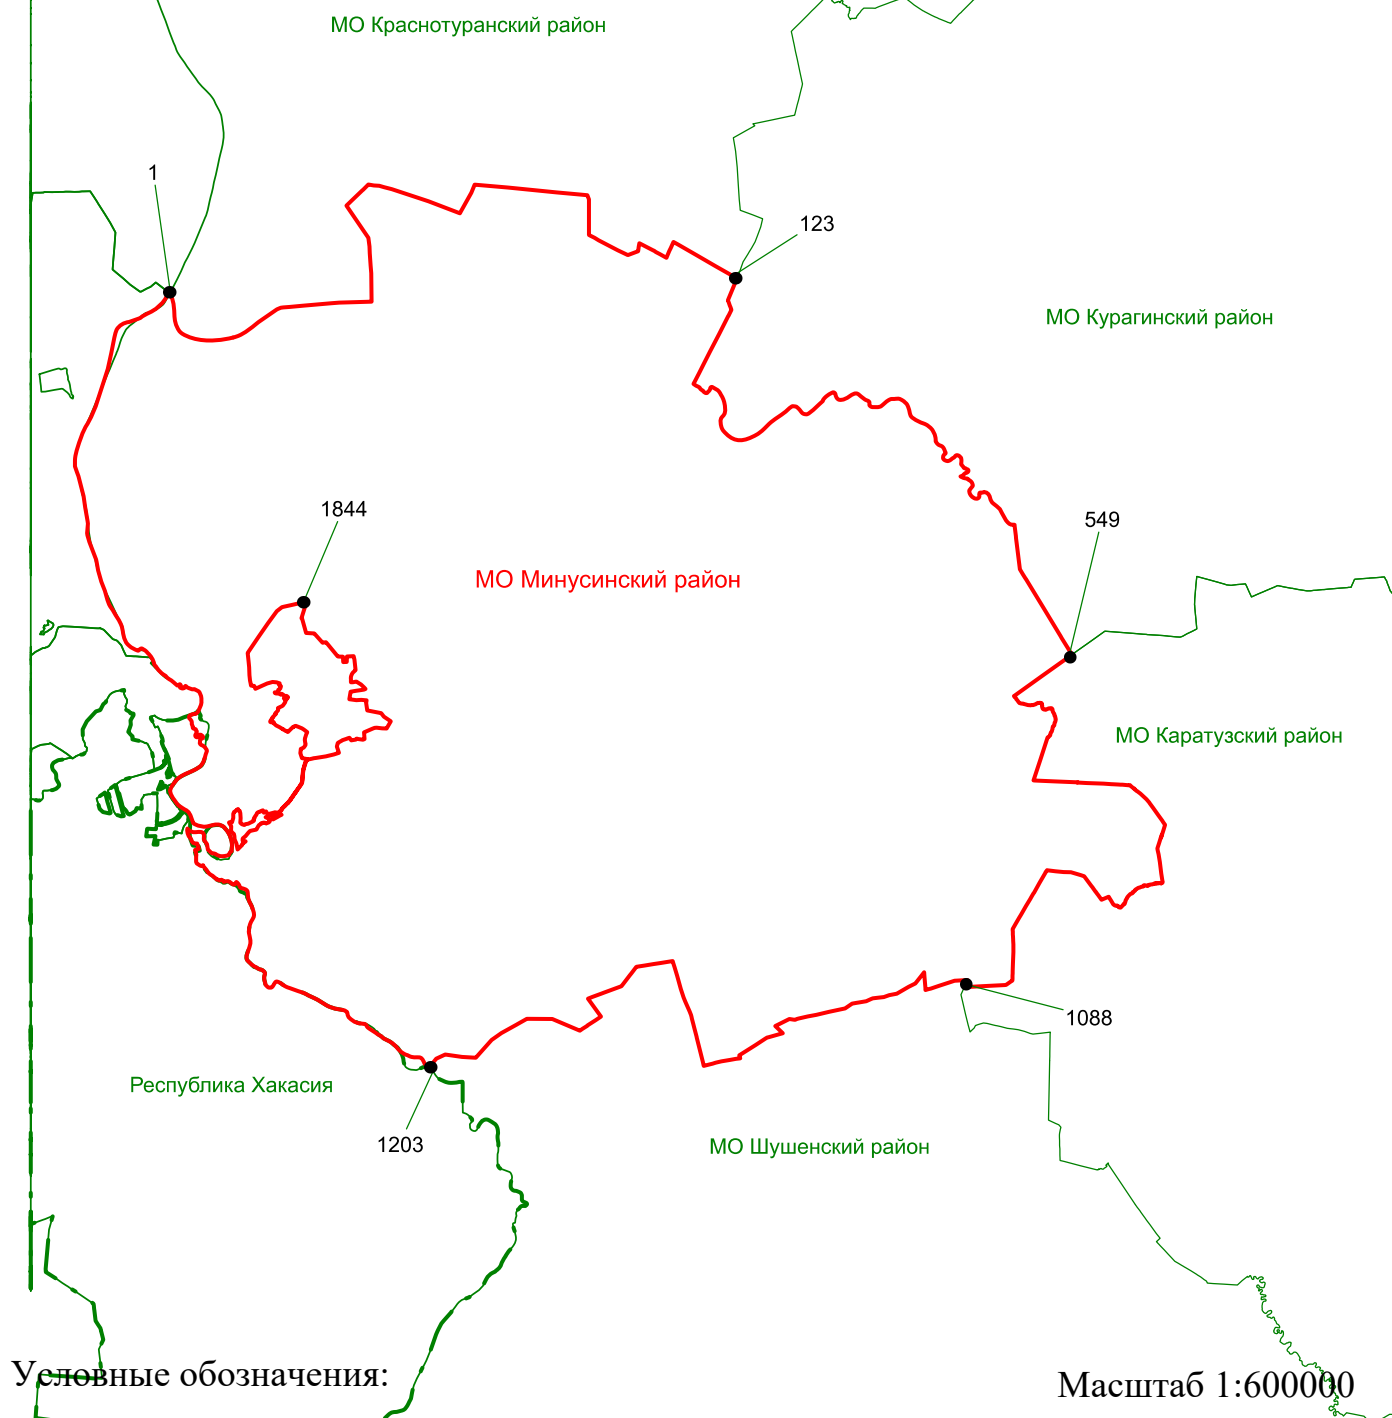 МО Краснотуранский район
1
123
МО Курагинский район
1844
549
МО Минусинский район
МО Каратузский район
1088
Республика Хакасия
1203
МО Шушенский район
Условные обозначения:
Масштаб 1:600000